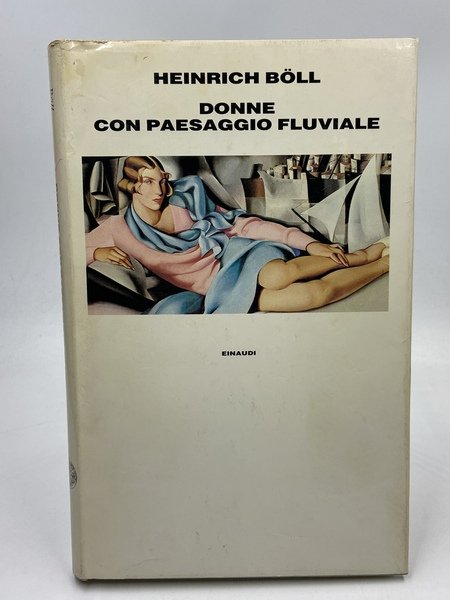 HEINRICH BÖLL
DONNE
CON PAESAGGIO FLUVIALE
EINAUDI